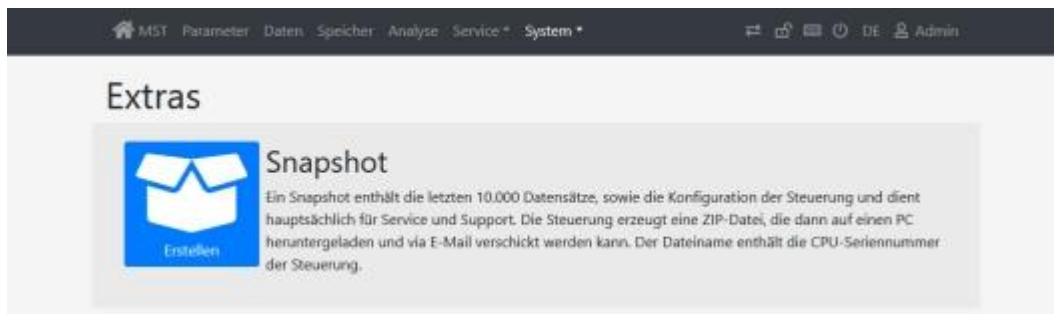 MST Parameter Daten Speicher Analyse Service System DE Admin
Extras
Snapshot
Ein Snapshot enthält die letzten 10.000 Datensätze, sowie die Konfiguration der Steuerung und dient
hauptsächlich für Service und Support. Die Steuerung erzeugt eine ZIP-Datei, die dann auf einen PC
heruntergeladen und via E-Mail verschickt werden kann. Der Dateiname enthält die CPU-Seriennummer
der Steuerung.
Erstellen